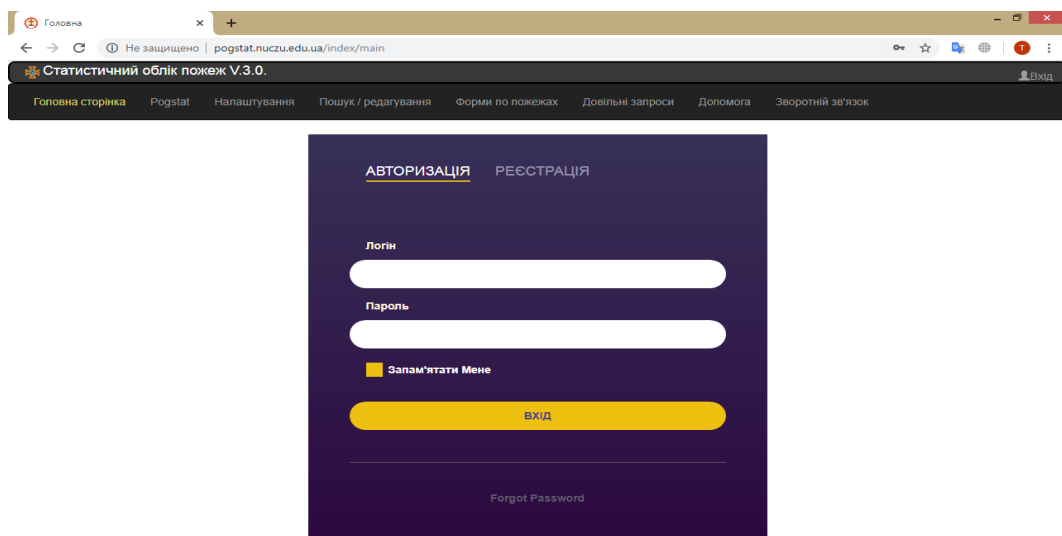 Головна
Не защищено | pogstat.nuczu.edu.ua/index/main
T
Статистичний облік пожеж V.3.0.
Вхід
Головна сторінка Pogstat Налаштування Пошук / редагування Форми по пожежах Довільні запроси Допомога Зворотній зв'язок
АВТОРИЗАЦІЯ РЕЄСТРАЦІЯ
Логін
Пароль
Запам'ятати Мене
ВХІД
Forgot Password